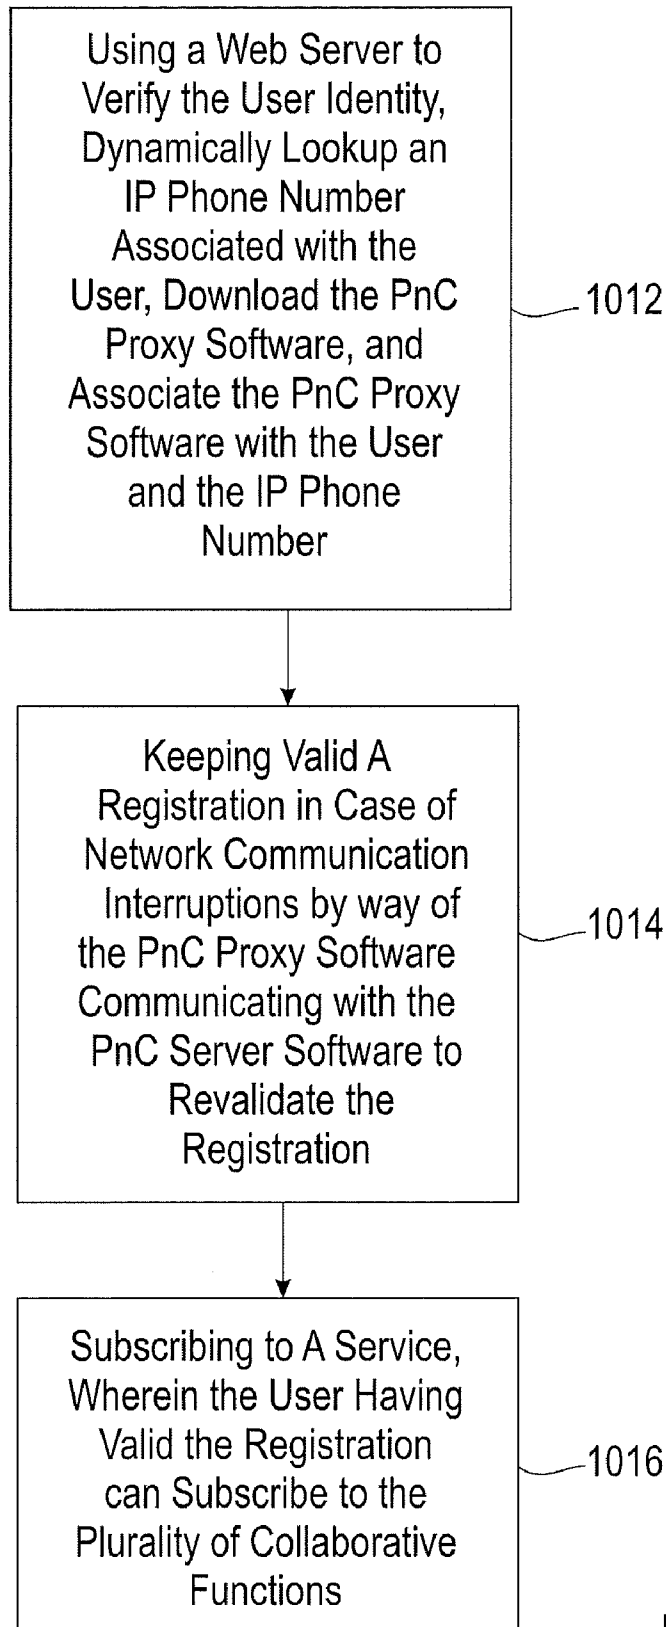 Using a Web Server to
Verify the User Identity,
Dynamically Lookup an
IP Phone Number
Associated with the
User, Download the PnC
Proxy Software, and
Associate the PnC Proxy
Software with the User
and the IP Phone
Number
1012
Keeping Valid A
Registration in Case of
Network Communication
Interruptions by way of
the PnC Proxy Software
Communicating with the
PnC Server Software to
Revalidate the
Registration
1014
Subscribing to A Service,
Wherein the User Having
Valid the Registration
can Subscribe to the
Plurality of Collaborative
Functions
1016